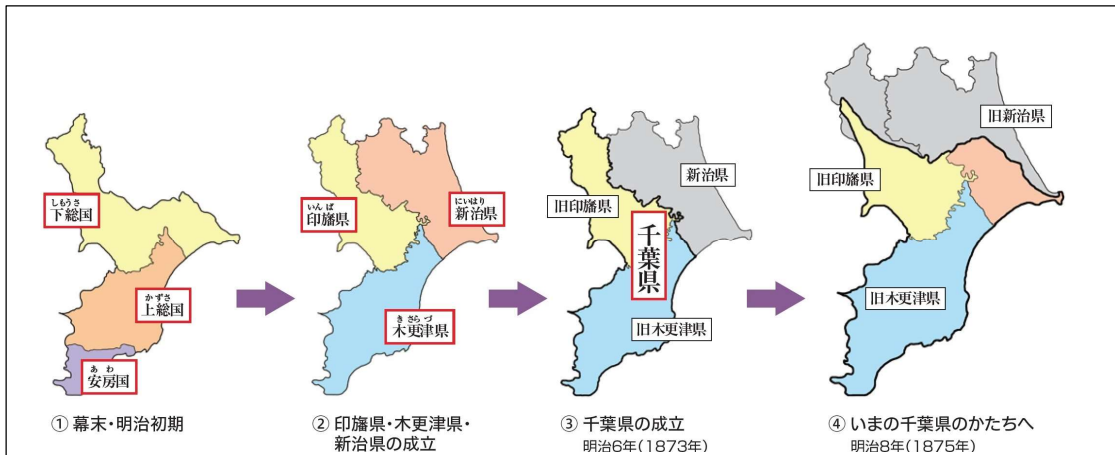 しもうさ
下総国
かずさ
上総国
あわ
安房国
① 幕末・明治初期
いんば
印旛県
にいはり
新治県
きさらづ
木更津県
② 印旛県・木更津県・
新治県の成立
旧印旛県
新治県
千葉県
旧木更津県
③ 千葉県の成立
明治6年(1873年)
旧新治県
旧印旛県
旧木更津県
④ いまの千葉県のかたちへ
明治8年(1875年)